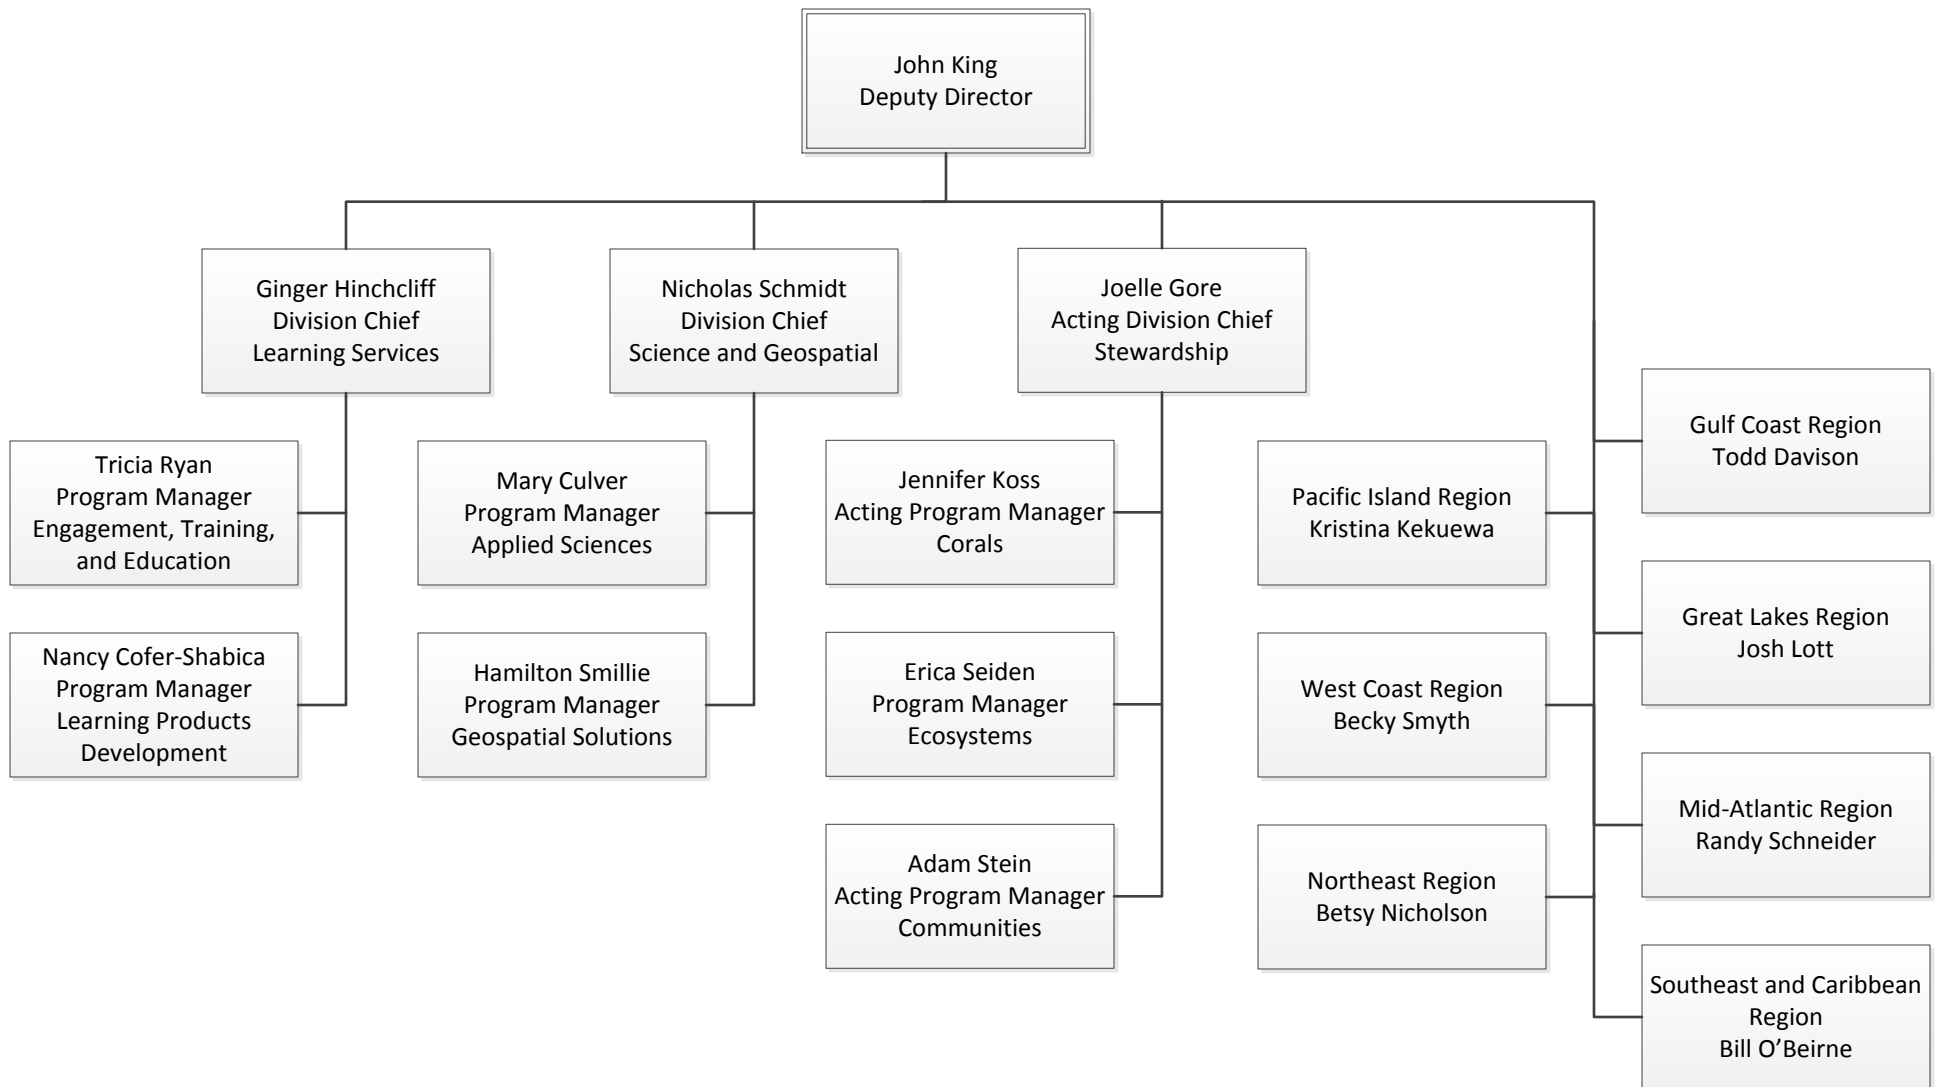 John King
Deputy Director
Ginger Hinchcliff
Division Chief
Learning Services
Nicholas Schmidt
Division Chief
Science and Geospatial
Joelle Gore
Acting Division Chief
Stewardship
Tricia Ryan
Program Manager
Engagement, Training,
and Education
Nancy Cofer-Shabica
Program Manager
Learning Products
Development
Mary Culver
Program Manager
Applied Sciences
Hamilton Smillie
Program Manager
Geospatial Solutions
Jennifer Koss
Acting Program Manager
Corals
Erica Seiden
Program Manager
Ecosystems
Adam Stein
Acting Program Manager
Communities
Pacific Island Region
Kristina Kekuewa
West Coast Region
Becky Smyth
Northeast Region
Betsy Nicholson
Gulf Coast Region
Todd Davison
Great Lakes Region
Josh Lott
Mid-Atlantic Region
Randy Schneider
Southeast and Caribbean
Region
Bill O’Beirne